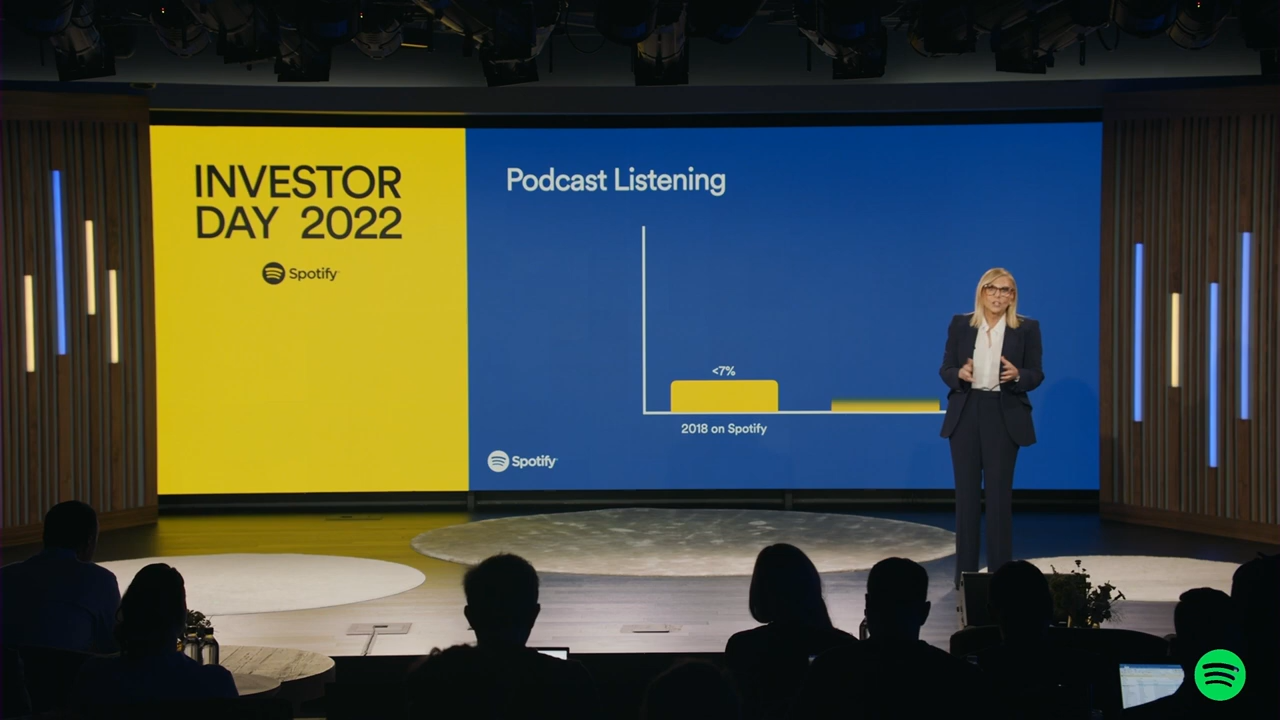 INVESTOR
DAY 2022
Spotify
Podcast Listening
<7%
2018 on Spotify
Spotify